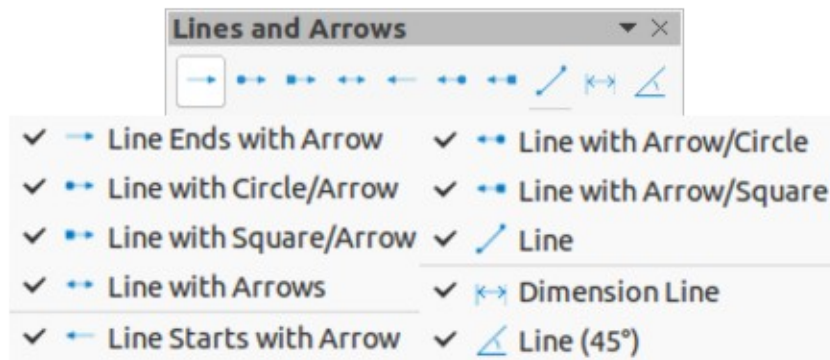 Lines and Arrows
Line Ends with Arrow
Line with Circle/Arrow
Line with Square/Arrow
Line with Arrows
Line Starts with Arrow
Line with Arrow/Circle
Line with Arrow/Square
Line
Dimension Line
Line (45°)